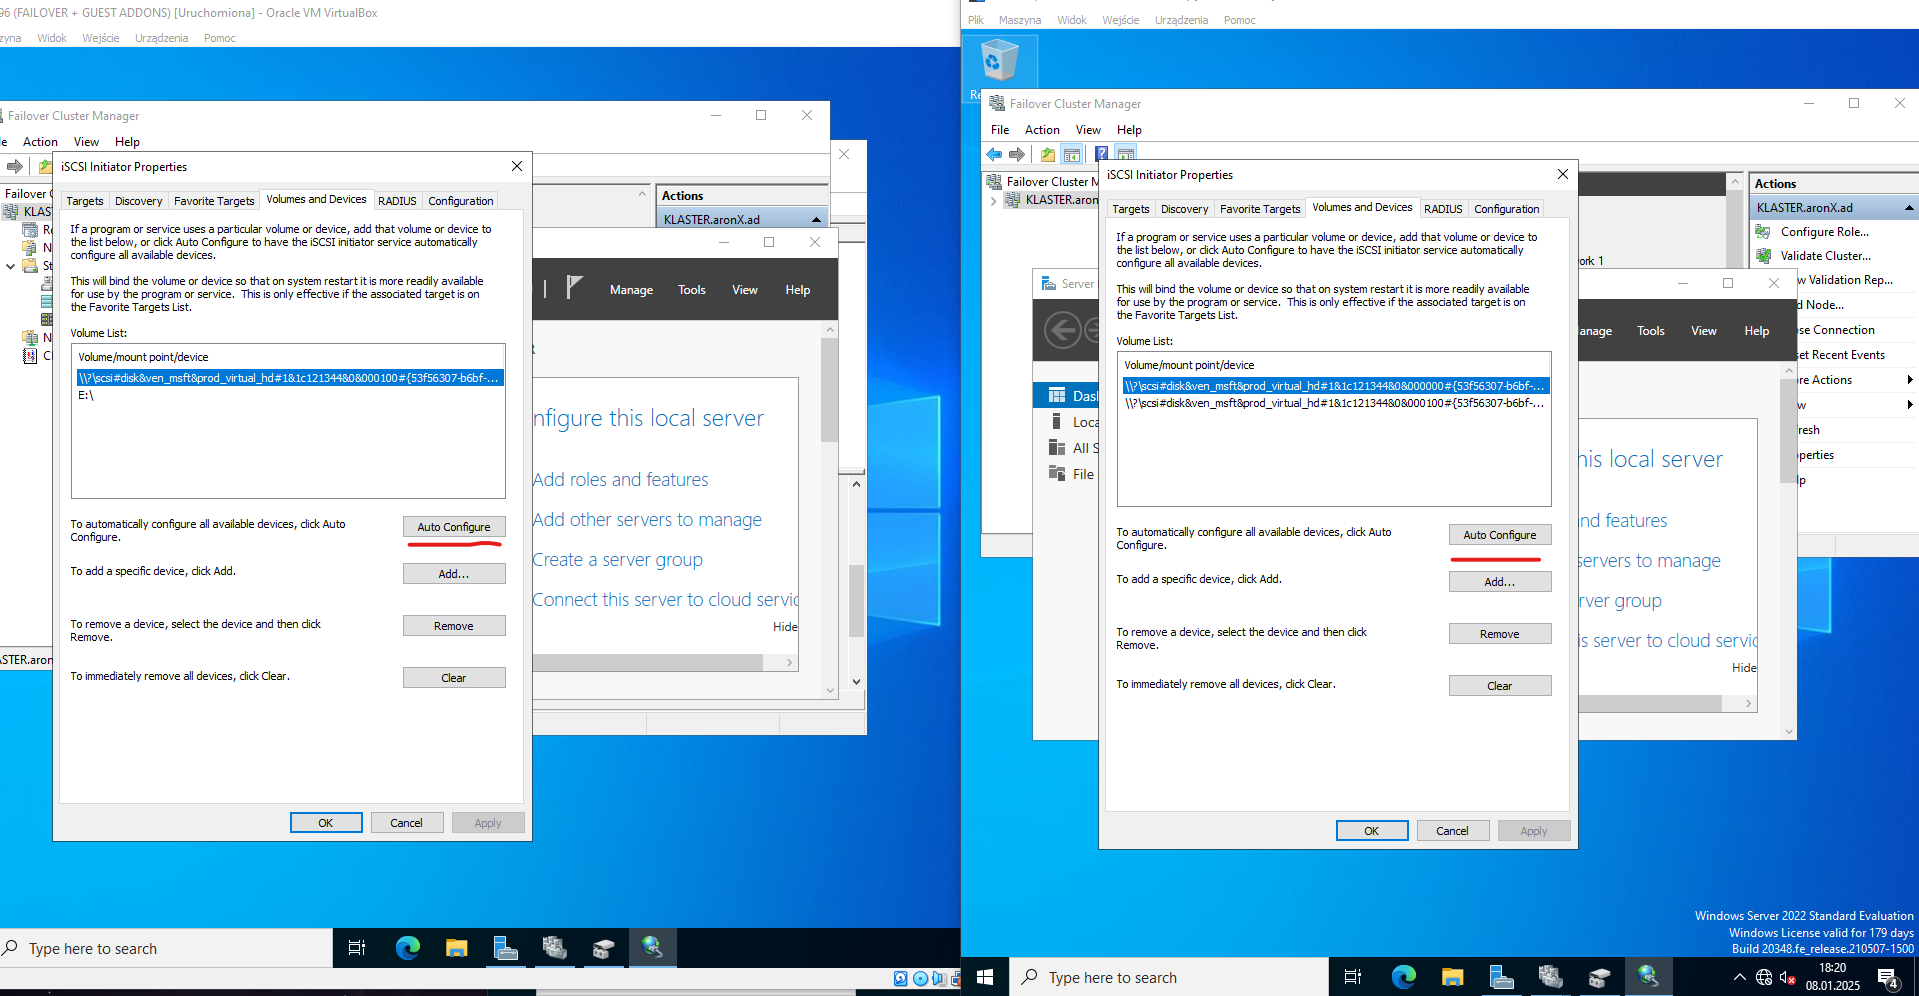 96 (FAILOVER + GUEST ADDONS) [Uruchomiona] - Oracle VM VirtualBox
Widok Wejście Urządzenia Pomoc
Failover Cluster Manager
Action View Help
iSCSI Initiator Properties
Targets Discovery Favorite Targets Volumes and Devices RADIUS Configuration
If a program or service uses a particular volume or device, add that volume or device to
the list below, or click Auto Configure to have the iSCSI initiator service automatically
configure all available devices.
This will bind the volume or device so that on system restart it is more readily available
for use by the program or service. This is only effective if the associated target is on
the Favorite Targets List.
Volume List:
Volume/mount point/device
\\?\scsi#disk&ven_msft&prod_virtual_hd#1&1c121344&0&000100#{53f56307-b6bf-...
E:\
To automatically configure all available devices, click Auto
Configure.
Auto Configure
To add a specific device, click Add.
Add...
To remove a device, select the device and then click
Remove.
Remove
To immediately remove all devices, click Clear.
Clear
OK Cancel Apply
Failover C
KLAS
Actions
KLASTER.aronX.ad
Manage Tools View Help
nfigure this local server
Add roles and features
Add other servers to manage
Create a server group
Connect this server to cloud servic
Hide
ASTER.aron
Type here to search
Plik Maszyna Widok Wejście Urządzenia Pomoc
Failover Cluster Manager
File Action View Help
Failover Cluster M
KLASTER.aron
iSCSI Initiator Properties
Targets Discovery Favorite Targets Volumes and Devices RADIUS Configuration
If a program or service uses a particular volume or device, add that volume or device to
the list below, or click Auto Configure to have the iSCSI initiator service automatically
configure all available devices.
This will bind the volume or device so that on system restart it is more readily available
for use by the program or service. This is only effective if the associated target is on
the Favorite Targets List.
Volume List:
Volume/mount point/device
\\?\scsi#disk&ven_msft&prod_virtual_hd#1&1c121344&0&000000#{53f56307-b6bf-...
\\?\scsi#disk&ven_msft&prod_virtual_hd#1&1c121344&0&000100#{53f56307-b6bf-...
To automatically configure all available devices, click Auto
Configure.
Auto Configure
To add a specific device, click Add.
Add...
To remove a device, select the device and then click
Remove.
Remove
To immediately remove all devices, click Clear.
Clear
OK Cancel Apply
Server
Das
Loca
All S
File
ork 1
Actions
KLASTER.aronX.ad
Configure Role...
Validate Cluster...
w Validation Rep...
d Node...
ose Connection
set Recent Events
re Actions
w
fresh
operties
lp
anage Tools View Help
his local server
nd features
servers to manage
rver group
is server to cloud servic
Hide
Windows Server 2022 Standard Evaluation
Windows License valid for 179 days
Build 20348.fe_release.210507-1500
Type here to search
18:20
08.01.2025
4